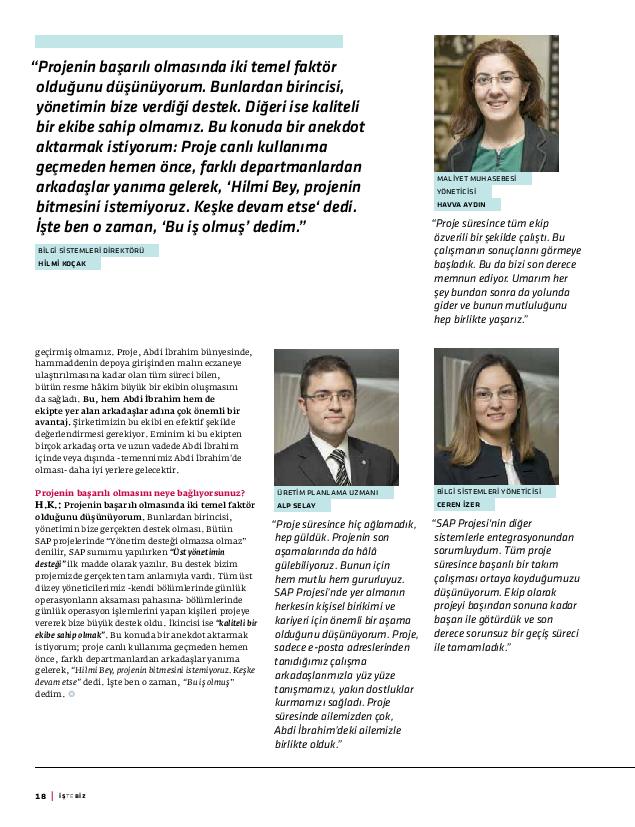 “Projenin başarılı olmasında iki temel faktör
olduğunu düşünüyorum. Bunlardan birincisi,
yönetimin bize verdiği destek. Diğeri ise kaliteli
bir ekibe sahip olmamız. Bu konuda bir anekdot
aktarmak istiyorum: Proje canlı kullanıma
geçmeden hemen önce, farklı departmanlardan
arkadaşlar yanıma gelerek, ‘Hilmi Bey, projenin
bitmesini istemiyoruz. Keşke devam etse‘ dedi.
İşte ben o zaman, ‘Bu iş olmuş’ dedim.”
BİLGİ SİSTEMLERİ DİREKTÖRÜ
HİLMİ KOÇAK
MALİYET MUHASEBESİ
YÖNETİCİSİ
HAVVA AYDIN
“Proje süresince tüm ekip
özverili bir şekilde çalıştı. Bu
çalışmanın sonuçlarını görmeye
başladık. Bu da bizi son derece
memnun ediyor. Umarım her
şey bundan sonra da yolunda
gider ve bunun mutluluğunu
hep birlikte yaşarız.”
geçirmiş olmamız. Proje, Abdi İbrahim bünyesinde,
hammaddenin depoya girişinden malın eczaneye
ulaştırılmasına kadar olan tüm süreci bilen,
bütün resme hâkim büyük bir ekibin oluşmasını
da sağladı. Bu, hem Abdi İbrahim hem de
ekipte yer alan arkadaşlar adına çok önemli bir
avantaj. Şirketimizin bu ekibi en efektif şekilde
değerlendirmesi gerekiyor. Eminim ki bu ekipten
birçok arkadaş orta ve uzun vadede Abdi İbrahim
içinde veya dışında -temennimiz Abdi İbrahim’de
olması- daha iyi yerlere gelecektir.
Projenin başarılı olmasını neye bağlıyorsunuz?
H.K.: Projenin başarılı olmasında iki temel faktör
olduğunu düşünüyorum. Bunlardan birincisi,
yönetimin bize gerçekten destek olması. Bütün
SAP projelerinde “Yönetim desteği olmazsa olmaz”
denilir, SAP sunumu yapılırken “Üst yönetimin
desteği” ilk madde olarak yazılır. Bu destek bizim
projemizde gerçekten tam anlamıyla vardı. Tüm üst
düzey yöneticilerimiz -kendi bölümlerinde günlük
operasyonların aksaması pahasına- bölümlerinde
günlük operasyon işlemlerini yapan kişileri projeye
vererek bize büyük destek oldu. İkincisi ise “kaliteli bir
ekibe sahip olmak”. Bu konuda bir anekdot aktarmak
istiyorum; proje canlı kullanıma geçmeden hemen
önce, farklı departmanlardan arkadaşlar yanıma
gelerek, “Hilmi Bey, projenin bitmesini istemiyoruz. Keşke
devam etse” dedi. İşte ben o zaman, “Bu iş olmuş”
dedim.
ÜRETİM PLANLAMA UZMANI
ALP SELAY
“Proje süresince hiç ağlamadık,
hep güldük. Projenin son
aşamalarında da hâlâ
gülebiliyoruz. Bunun için
hem mutlu hem gururluyuz.
SAP Projesi’nde yer almanın
herkesin kişisel birikimi ve
kariyeri için önemli bir aşama
olduğunu düşünüyorum. Proje,
sadece e-posta adreslerinden
tanıdığımız çalışma
arkadaşlarımızla yüz yüze
tanışmamızı, yakın dostluklar
kurmamızı sağladı. Proje
süresinde ailemizden çok,
Abdi İbrahim’deki ailemizle
birlikte olduk.”
BİLGİ SİSTEMLERİ YÖNETİCİSİ
CEREN İZER
“SAP Projesi’nin diğer
sistemlerle entegrasyonundan
sorumluydum. Tüm proje
süresince başarılı bir takım
çalışması ortaya koyduğumuzu
düşünüyorum. Ekip olarak
projeyi başından sonuna kadar
başarı ile götürdük ve son
derece sorunsuz bir geçiş süreci
ile tamamladık.”
18 | İŞTEBİZ